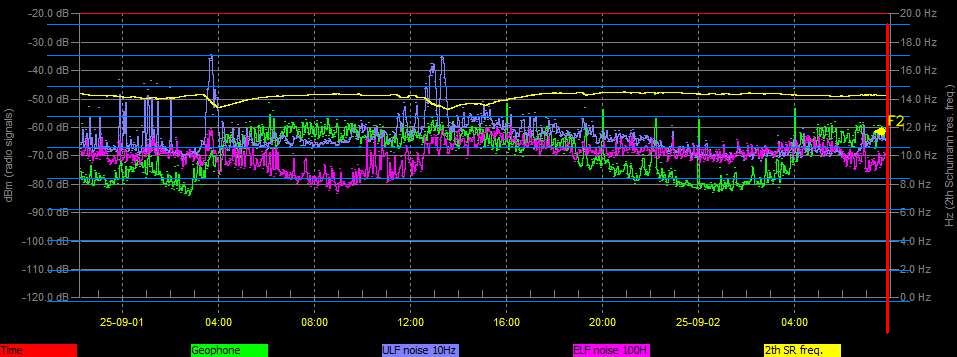 -20.0 dB 20.0 Hz
-30.0 dB 18.0 Hz
-40.0 dB 16.0 Hz
-50.0 dB 14.0 Hz
-60.0 dB 12.0 Hz
-70.0 dB 10.0 Hz
-80.0 dB 8.0 Hz
-90.0 dB 6.0 Hz
-100.0 dB 4.0 Hz
-110.0 dB 2.0 Hz
-120.0 dB 0.0 Hz
dBm (radio signals)
Hz (2th Schumann res. freq.)
F2
25-09-01 04:00 08:00 12:00 16:00 20:00 25-09-02 04:00
Time Geophone ULF noise 10Hz ELF noise 100H 2th SR freq.